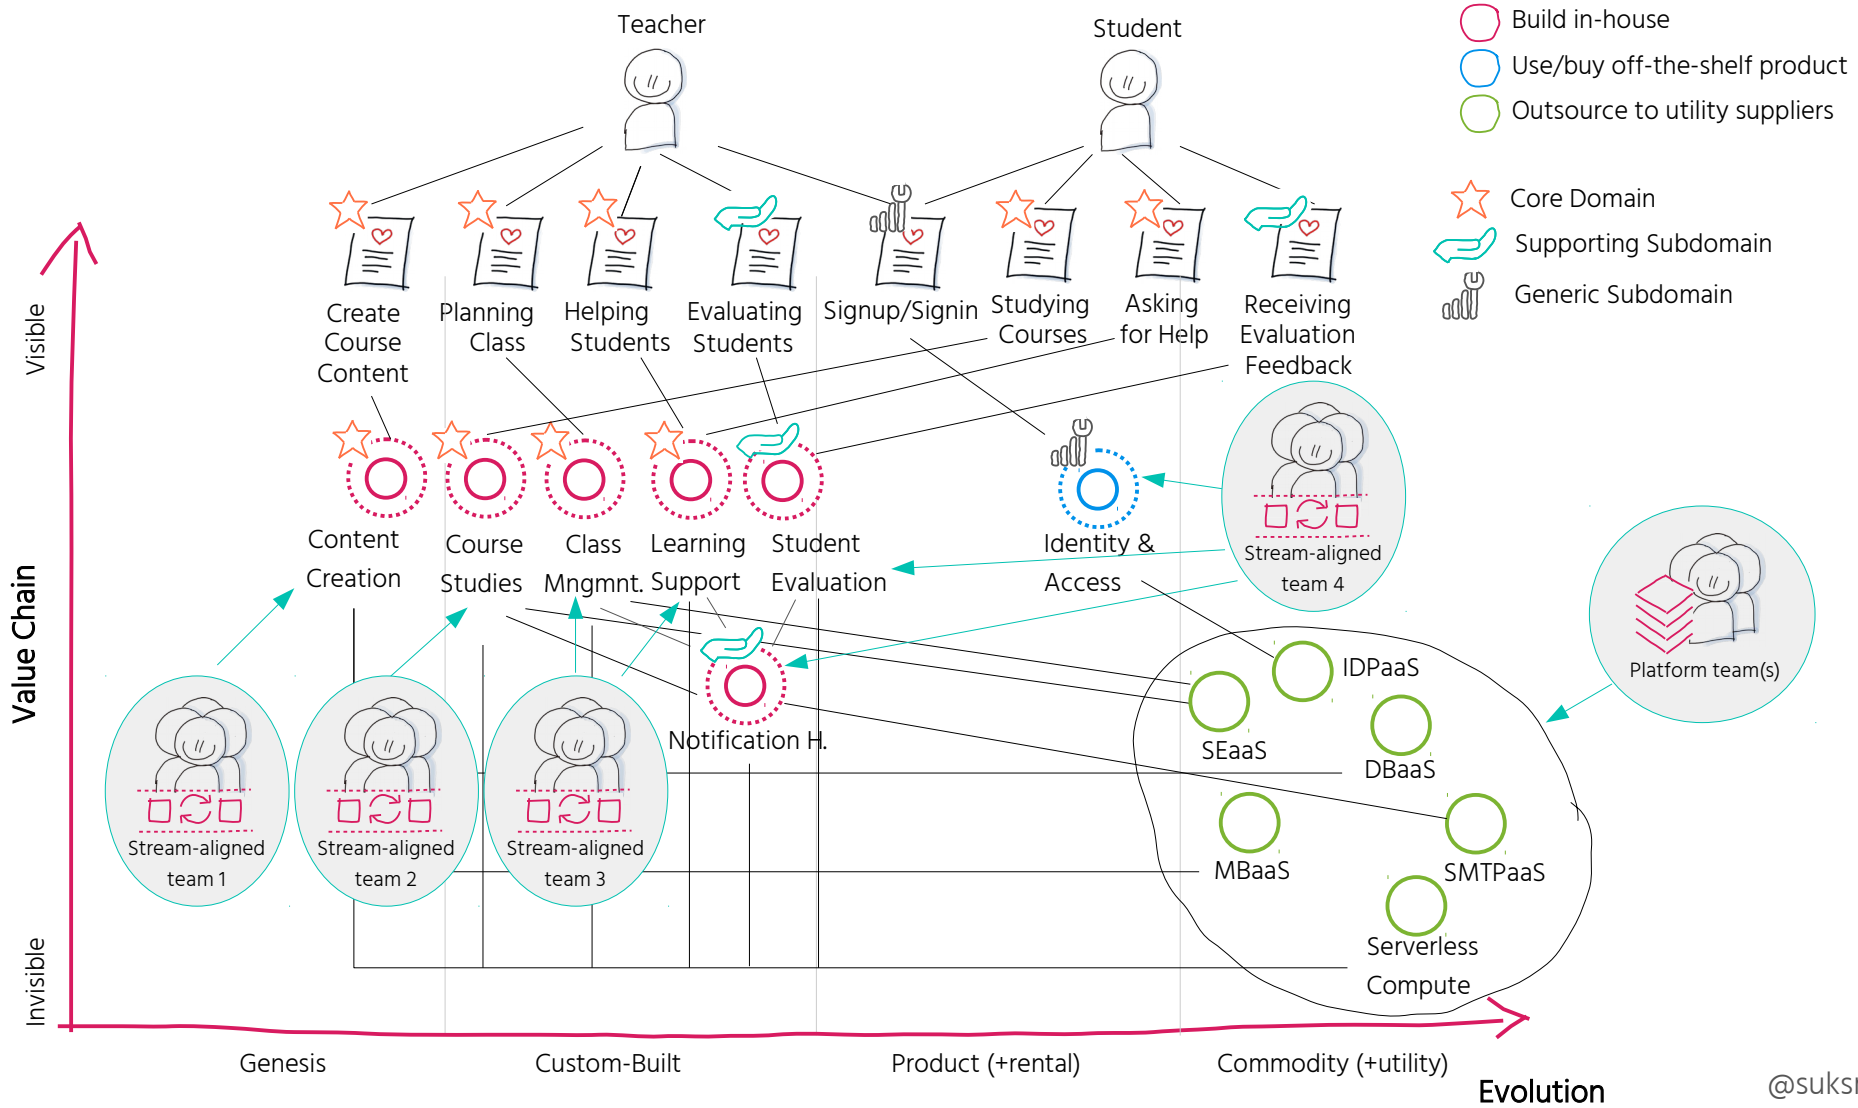 Teacher
Student
Build in-house
Use/buy off-the-shelf product
Outsource to utility suppliers
Core Domain
Supporting Subdomain
Generic Subdomain
Create
Course
Content
Planning
Class
Helping
Students
Evaluating
Students
Signup/Signin
Studying
Courses
Asking
for Help
Receiving
Evaluation
Feedback
Visible
Value Chain
Invisible
Content
Creation
Course
Studies
Class
Mngmnt.
Learning
Support
Student
Evaluation
Identity &
Access
Stream-aligned
team 4
Platform team(s)
Notification H.
IDPaaS
SEaaS
DBaaS
MBaaS
SMTPaaS
Serverless
Compute
Stream-aligned
team 1
Stream-aligned
team 2
Stream-aligned
team 3
Genesis
Custom-Built
Product (+rental)
Commodity (+utility)
Evolution
@suksr